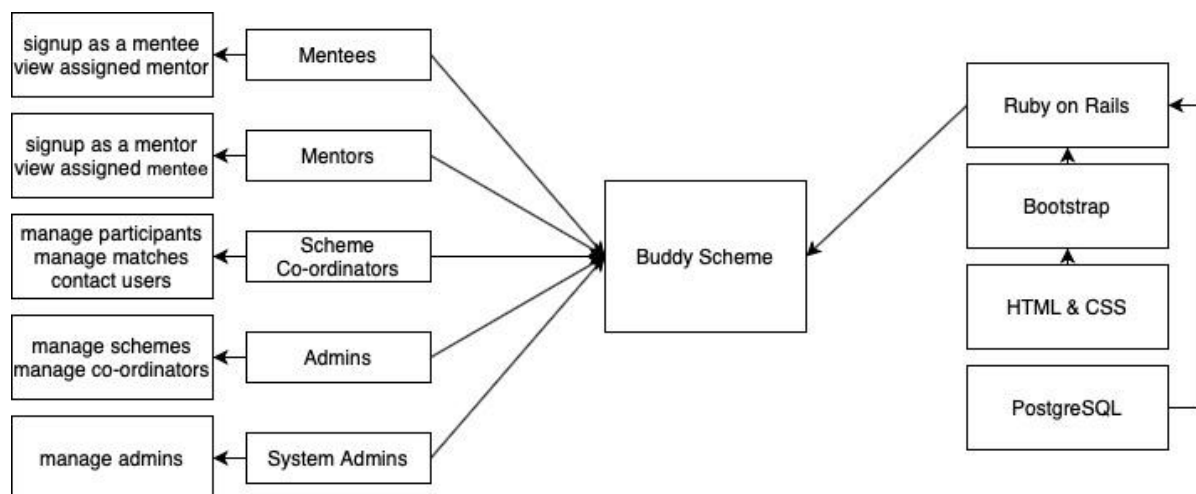 signup as a mentee
view assigned mentor
Mentees
signup as a mentor
view assigned mentee
Mentors
manage participants
manage matches
contact users
Scheme
Co-ordinators
manage schemes
manage co-ordinators
Admins
manage admins
System Admins
Buddy Scheme
Ruby on Rails
Bootstrap
HTML & CSS
PostgreSQL